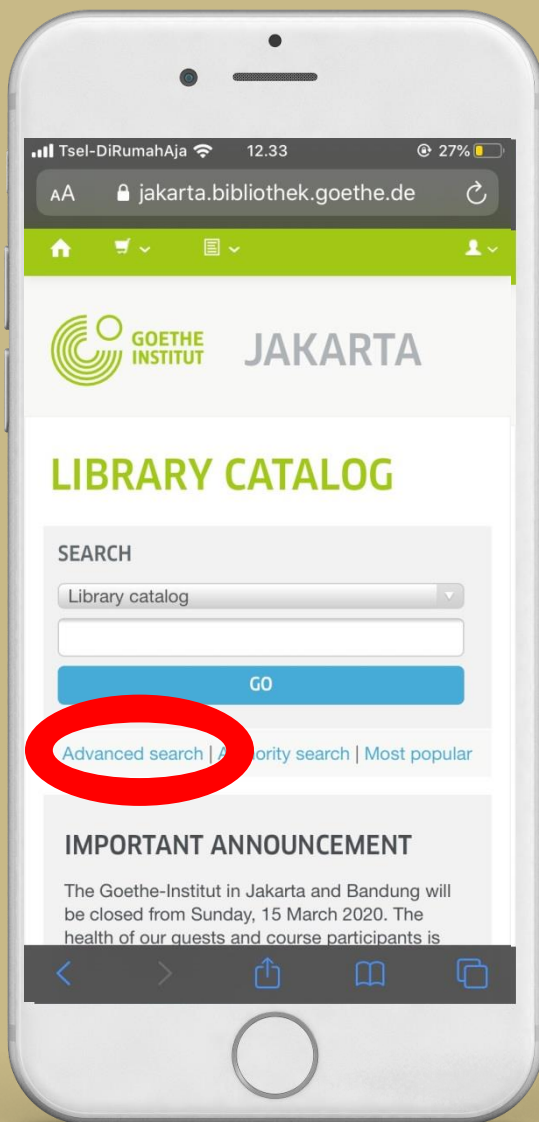 Tsel-DiRumahAja 12.33 27%
AA jakarta.bibliothek.goethe.de
GOETHE
INSTITUT
JAKARTA
LIBRARY CATALOG
SEARCH
Library catalog
GO
Advanced search | ority search | Most popular
IMPORTANT ANNOUNCEMENT
The Goethe-Institut in Jakarta and Bandung will
be closed from Sunday, 15 March 2020. The
health of our guests and course participants is